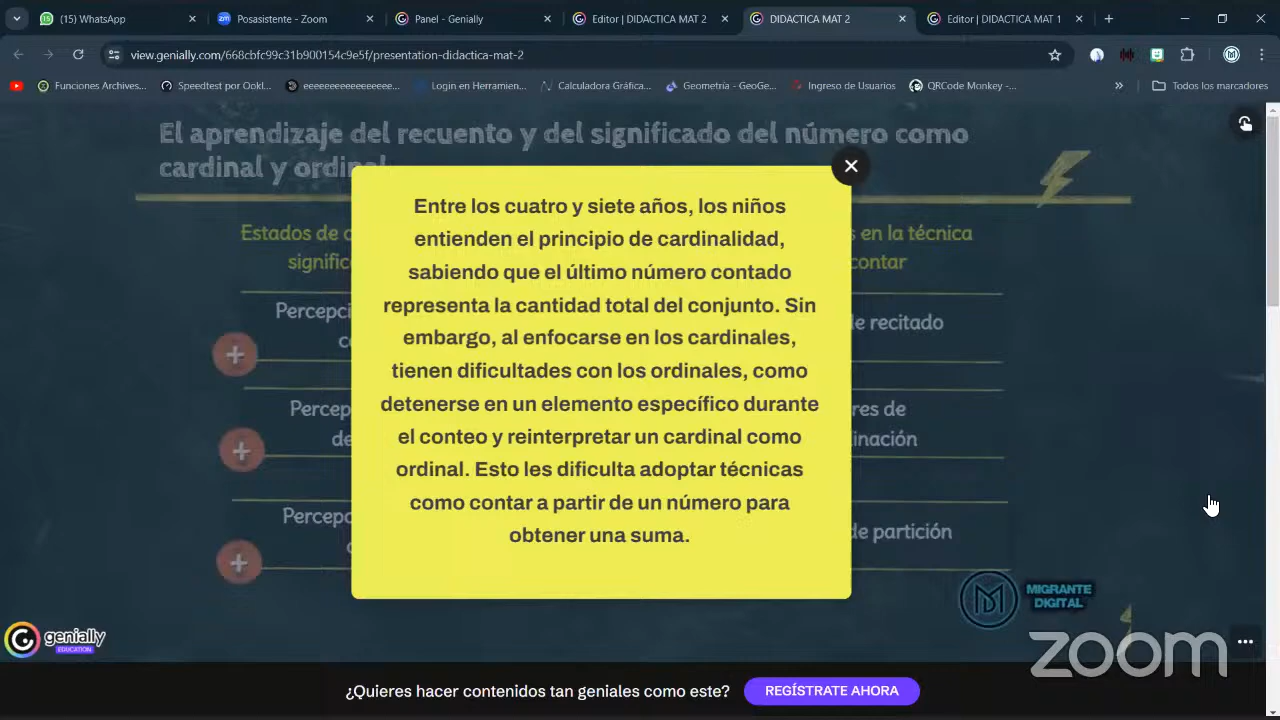 (15) WhatsApp
Posasistente - Zoom
Panel - Genially
Editor | DIDACTICA MAT 2
DIDACTICA MAT 2
Editor | DIDACTICA MAT 1
view.genially.com/668cbfc99c31b900154c9e5f/presentation-didactica-mat-2
Funciones Archives...
Speedtest por Ookl...
eeeeeeeeeeeeeeee...
Login en Herramien...
Calculadora Gráfica...
Geometría - GeoGe...
Ingreso de Usuarios
QRCode Monkey -...
»
Todos los marcadores
El aprendizaje del recuento y del significado del número como
cardinal y ordinal
Entre los cuatro y siete años, los niños
entienden el principio de cardinalidad,
sabiendo que el último número contado
representa la cantidad total del conjunto. Sin
embargo, al enfocarse en los cardinales,
tienen dificultades con los ordinales, como
detenerse en un elemento específico durante
el conteo y reinterpretar un cardinal como
ordinal. Esto les dificulta adoptar técnicas
como contar a partir de un número para
obtener una suma.
Estados de
signific
Percepci
Percep
de
Percepc
s en la técnica
contar
de recitado
res de
inación
de partición
MIGRANTE
DIGITAL
genially
EDUCATION
zoom
¿Quieres hacer contenidos tan geniales como este?
REGÍSTRATE AHORA